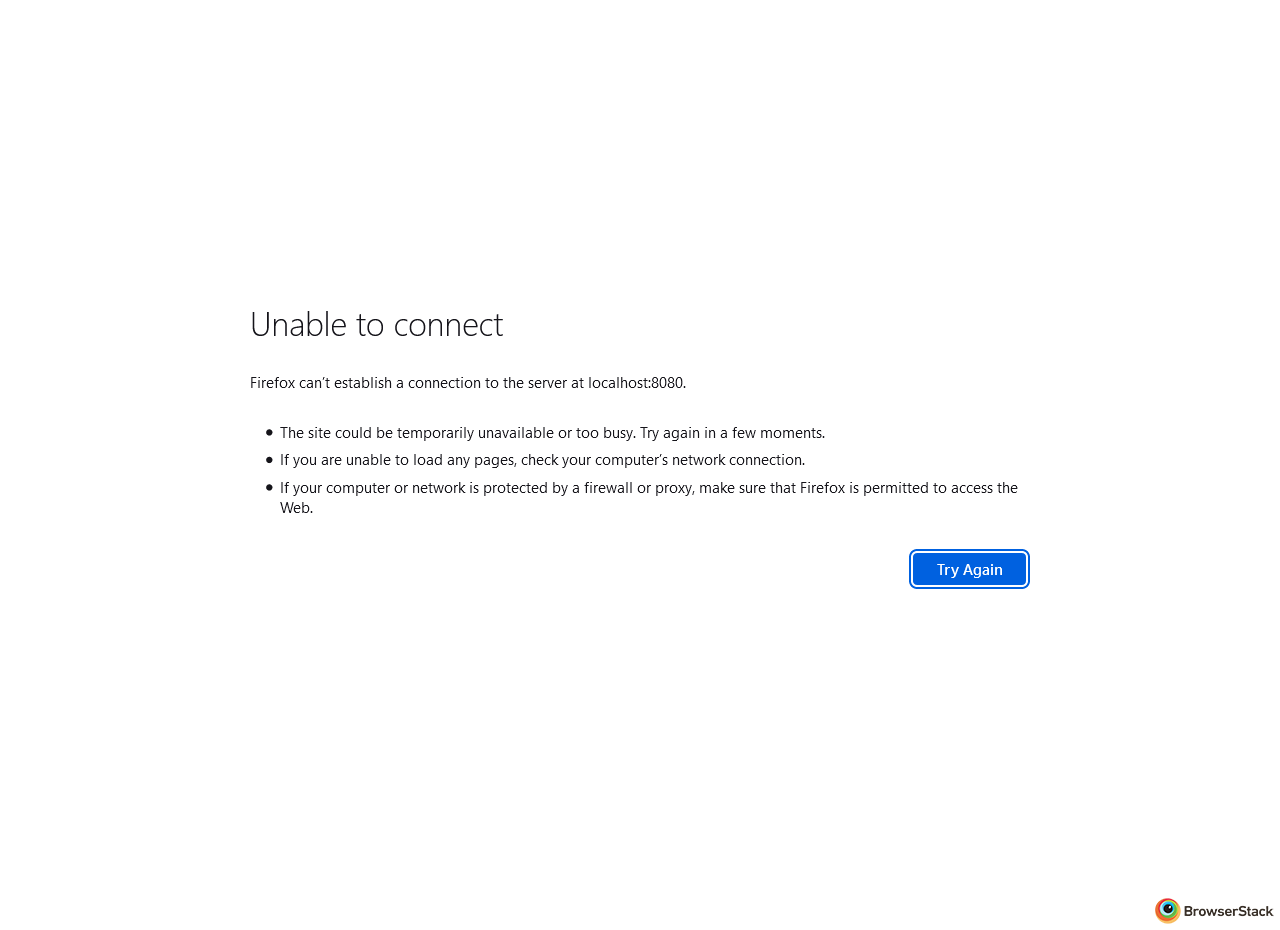 Unable to connect
Firefox can’t establish a connection to the server at localhost:8080.
The site could be temporarily unavailable or too busy. Try again in a few moments.
If you are unable to load any pages, check your computer’s network connection.
If your computer or network is protected by a firewall or proxy, make sure that Firefox is permitted to access the
Web.
Try Again
BrowserStack